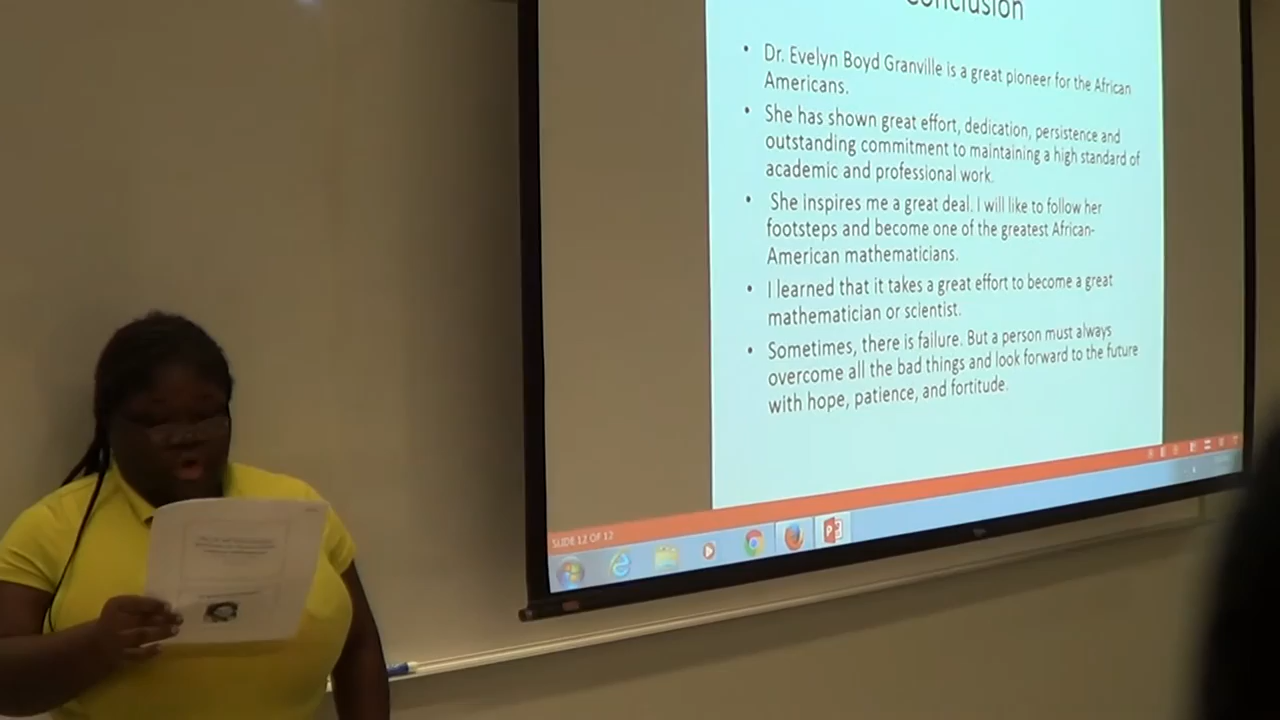 Conclusion
• Dr. Evelyn Boyd Granville is a great pioneer for the African
Americans.
• She has shown great effort, dedication, persistence and
outstanding commitment to maintaining a high standard of
academic and professional work.
• She inspires me a great deal. I will like to follow her
footsteps and become one of the greatest African-
American mathematicians.
• I learned that it takes a great effort to become a great
mathematician or scientist.
• Sometimes, there is failure. But a person must always
overcome all the bad things and look forward to the future
with hope, patience, and fortitude.
SLIDE 12 OF 12